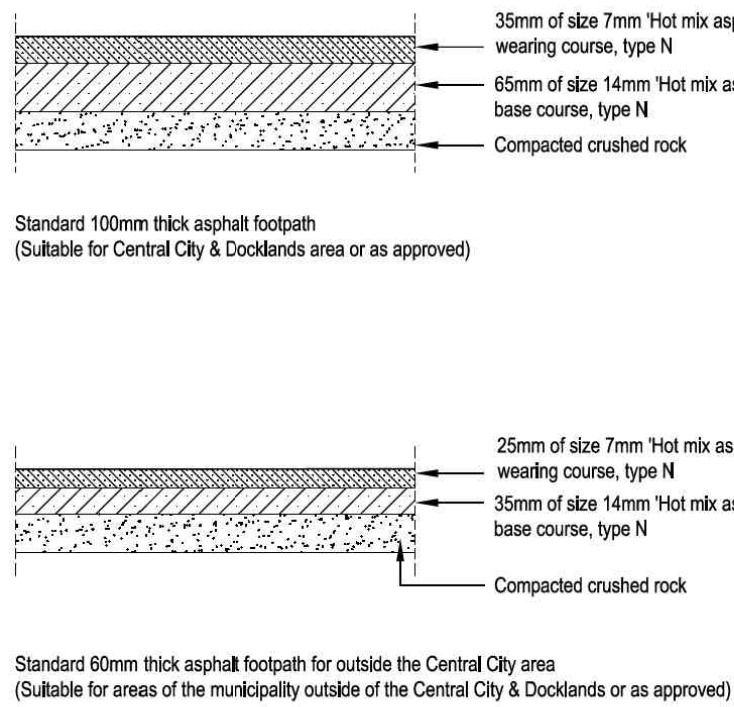 35mm of size 7mm 'Hot mix asp
wearing course, type N
65mm of size 14mm 'Hot mix as
base course, type N
Compacted crushed rock
Standard 100mm thick asphalt footpath
(Suitable for Central City & Docklands area or as approved)
25mm of size 7mm 'Hot mix as
wearing course, type N
35mm of size 14mm 'Hot mix as
base course, type N
Compacted crushed rock
Standard 60mm thick asphalt footpath for outside the Central City area
(Suitable for areas of the municipality outside of the Central City & Docklands or as approved)